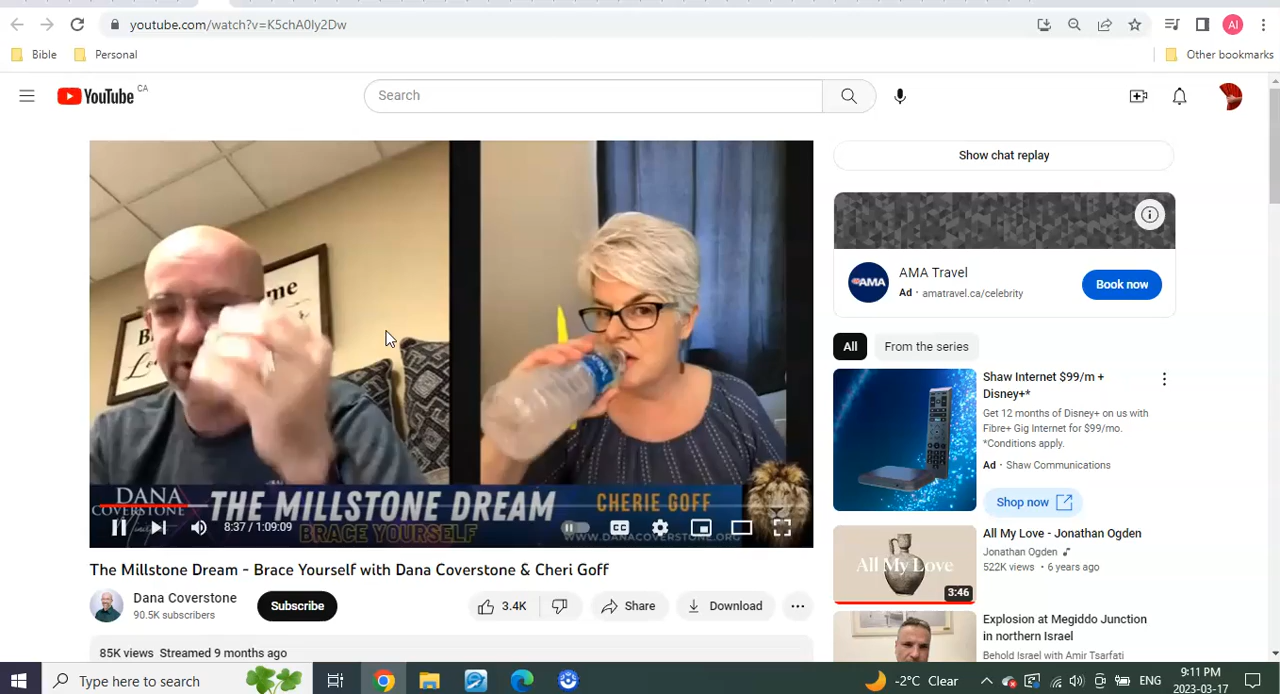 youtube.com/watch?v=K5chA0ly2Dw
AI
Bible
Personal
Other bookmarks
YouTube
CA
Search
Show chat replay
me
AMA
AMA Travel
Ad · amatravel.ca/celebrity
Book now
All
From the series
Shaw Internet $99/m +
Disney+*
Get 12 months of Disney+ on us with
Fibre+ Gig Internet for $99/mo.
*Conditions apply.
Ad · Shaw Communications
Shop now
DANA
COVERSTONE
THE MILLSTONE DREAM
CHERIE GOFF
8:37 / 1:09:09
BRACE YOURSELF
CC
WWW.DANACOVERSTONE.ORG
The Millstone Dream - Brace Yourself with Dana Coverstone & Cheri Goff
Dana Coverstone
90.5K subscribers
Subscribe
3.4K
Share
Download
85K views Streamed 9 months ago
All My Love
3:46
All My Love - Jonathan Ogden
Jonathan Ogden
522K views • 6 years ago
Explosion at Megiddo Junction
in northern Israel
Behold Israel with Amir Tsarfati
Type here to search
-2°C Clear
ENG
9:11 PM
2023-03-17